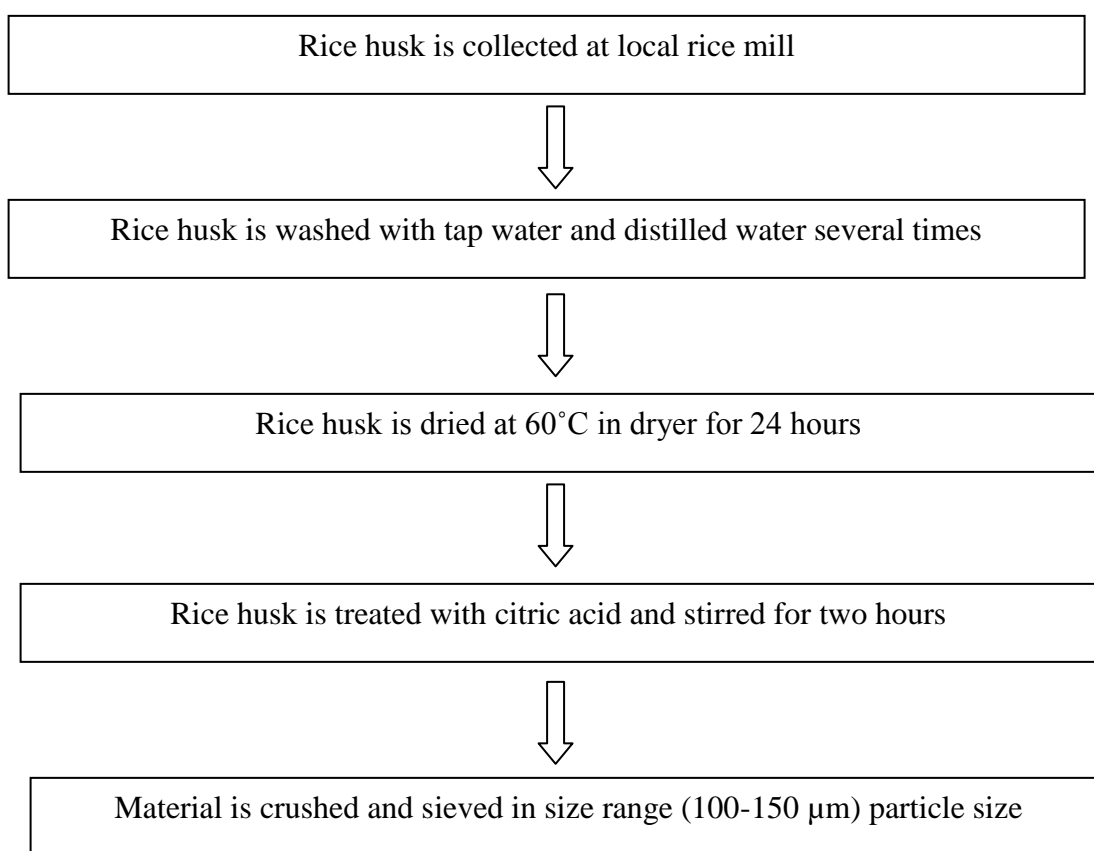 Rice husk is collected at local rice mill
Rice husk is washed with tap water and distilled water several times
Rice husk is dried at 60˚C in dryer for 24 hours
Rice husk is treated with citric acid and stirred for two hours
Material is crushed and sieved in size range (100-150 µm) particle size